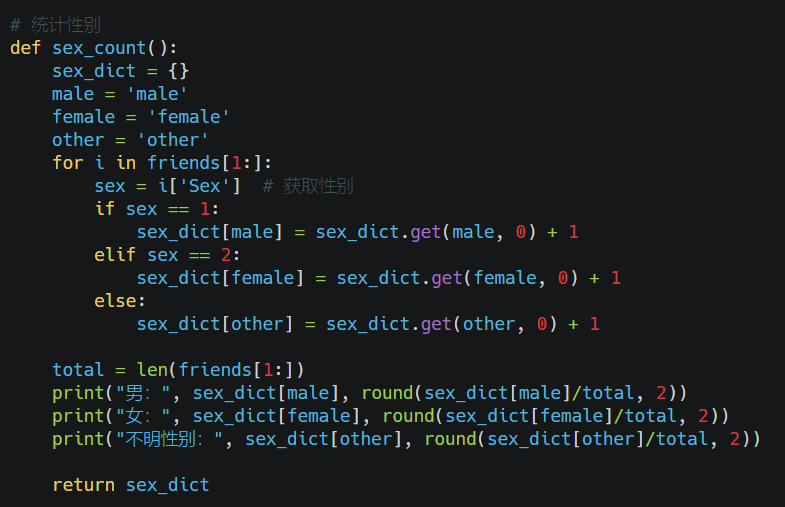 # 统计性别
def sex_count():
    sex_dict = {}
    male = 'male'
    female = 'female'
    other = 'other'
    for i in friends[1:]:
        sex = i['Sex']  # 获取性别
        if sex == 1:
            sex_dict[male] = sex_dict.get(male, 0) + 1
        elif sex == 2:
            sex_dict[female] = sex_dict.get(female, 0) + 1
        else:
            sex_dict[other] = sex_dict.get(other, 0) + 1

    total = len(friends[1:])
    print("男：", sex_dict[male], round(sex_dict[male]/total, 2))
    print("女：", sex_dict[female], round(sex_dict[female]/total, 2))
    print("不明性别：", sex_dict[other], round(sex_dict[other]/total, 2))

    return sex_dict